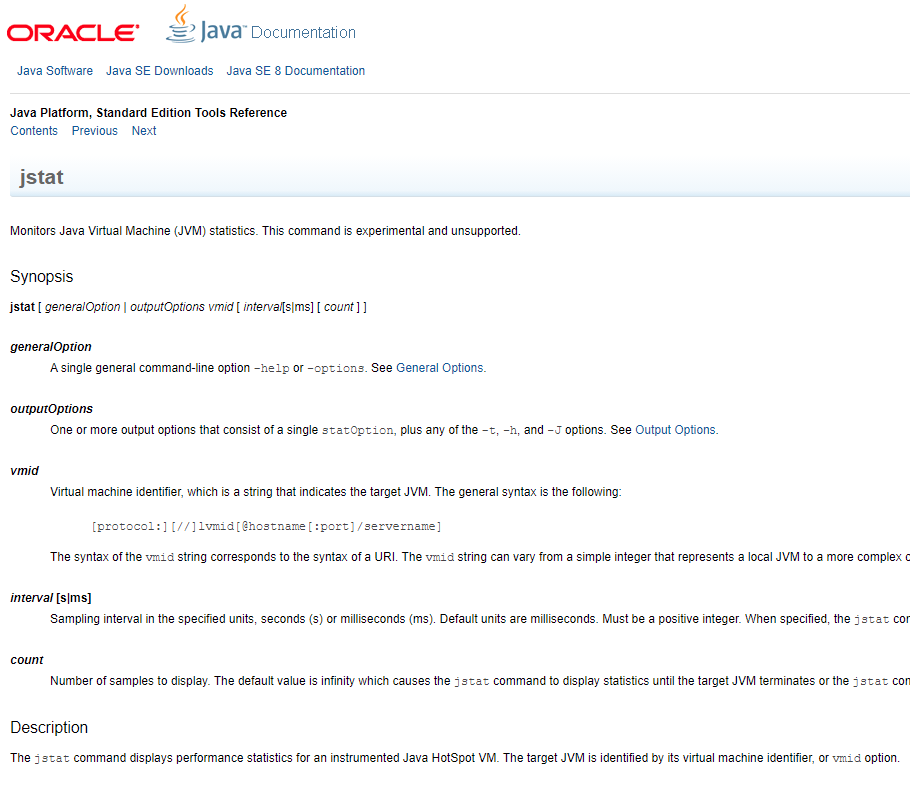 ORACLE Java Documentation
Java Software Java SE Downloads Java SE 8 Documentation
Java Platform, Standard Edition Tools Reference
Contents Previous Next
jstat
Monitors Java Virtual Machine (JVM) statistics. This command is experimental and unsupported.
Synopsis
jstat [ generalOption | outputOptions vmid [ interval[s|ms] [ count ] ]
generalOption
A single general command-line option -help or -options. See General Options.
outputOptions
One or more output options that consist of a single statOption, plus any of the -t, -h, and -J options. See Output Options.
vmid
Virtual machine identifier, which is a string that indicates the target JVM. The general syntax is the following:
[protocol:][//]lvmid[@hostname[:port]/servername]
The syntax of the vmid string corresponds to the syntax of a URI. The vmid string can vary from a simple integer that represents a local JVM to a more complex
interval [s|ms]
Sampling interval in the specified units, seconds (s) or milliseconds (ms). Default units are milliseconds. Must be a positive integer. When specified, the jstat
count
Number of samples to display. The default value is infinity which causes the jstat command to display statistics until the target JVM terminates or the jstat
Description
The jstat command displays performance statistics for an instrumented Java HotSpot VM. The target JVM is identified by its virtual machine identifier, or vmid option.